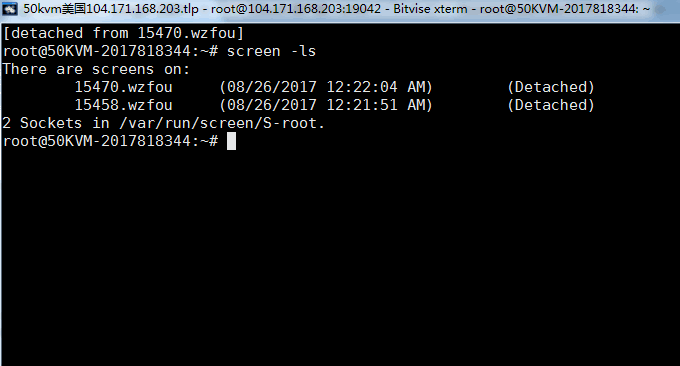 50kvm美国104.171.168.203.tlp - root@104.171.168.203:19042 - Bitvise xterm - root@50KVM-2017818344: ~
[detached from 15470.wzfou]
root@50KVM-2017818344:~# screen -ls
There are screens on:
15470.wzfou (08/26/2017 12:22:04 AM) (Detached)
15458.wzfou (08/26/2017 12:21:51 AM) (Detached)
2 Sockets in /var/run/screen/S-root.
root@50KVM-2017818344:~#